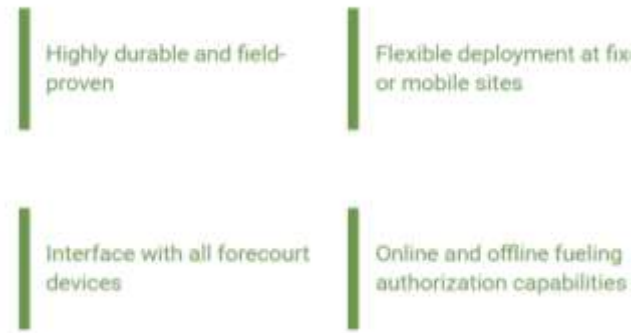 Highly durable and field-
proven
Flexible deployment at
or mobile sites
Interface with all forecourt
devices
Online and offline fueling
authorization capabilities